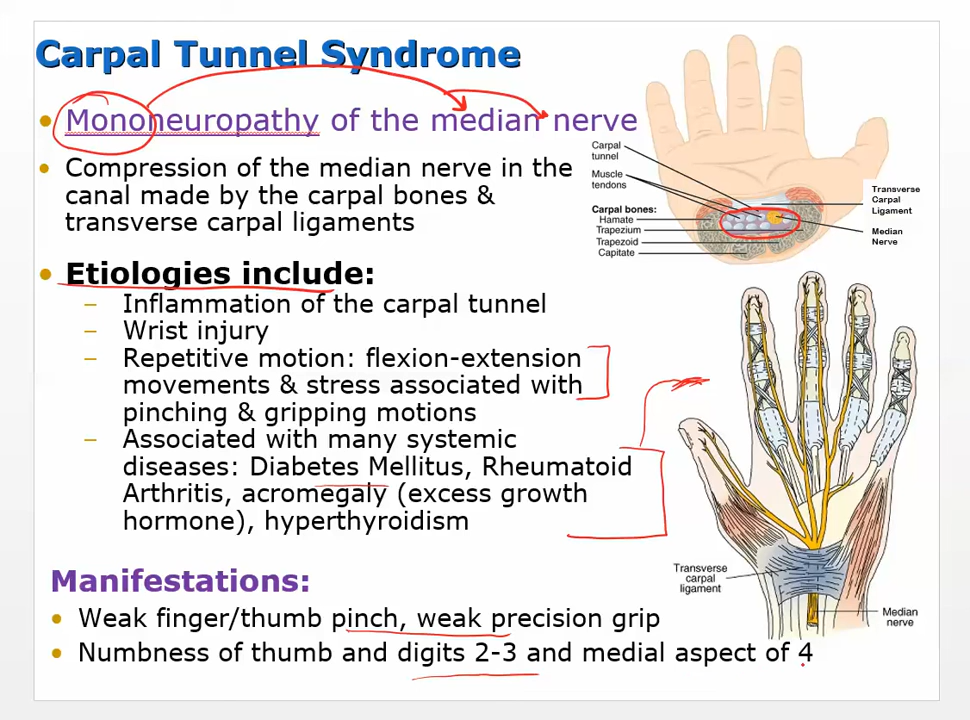 Carpal Tunnel Syndrome
• Mononeuropathy of the median nerve
• Compression of the median nerve in the
canal made by the carpal bones &
transverse carpal ligaments
• Etiologies include:
– Inflammation of the carpal tunnel
– Wrist injury
– Repetitive motion: flexion-extension
movements & stress associated with
pinching & gripping motions
– Associated with many systemic
diseases: Diabetes Mellitus, Rheumatoid
Arthritis, acromegaly (excess growth
hormone), hyperthyroidism
Manifestations:
• Weak finger/thumb pinch, weak precision grip
• Numbness of thumb and digits 2-3 and medial aspect of 4
Carpal
tunnel
Muscle
tendons
Carpal bones:
Hamate
Trapezium
Trapezoid
Capitate
Transverse
Carpal
Ligament
Median
Nerve
Transverse
carpal
ligament
Median
nerve